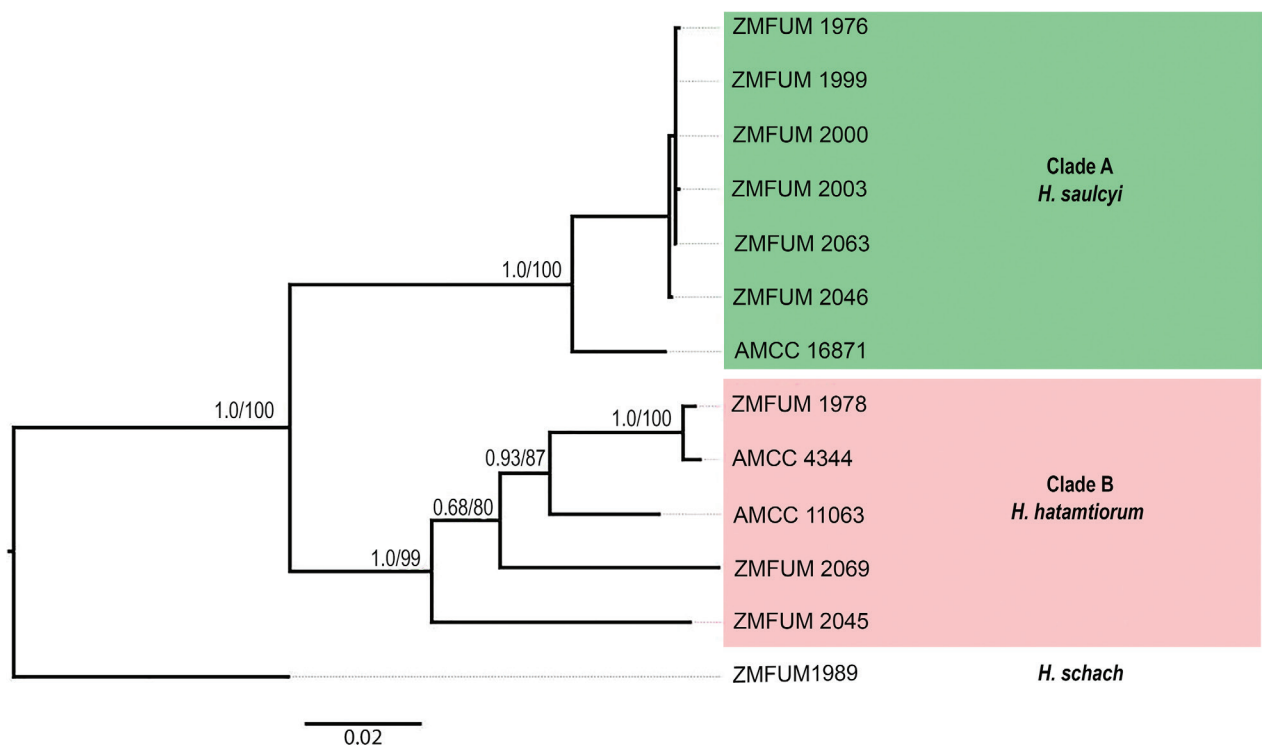 ZMFUM 1976
ZMFUM 1999
ZMFUM 2000
ZMFUM 2003
ZMFUM 2063
ZMFUM 2046
AMCC 16871
Clade A
H. saulcyi
1.0/100
1.0/100
ZMFUM 1978
AMCC 4344
AMCC 11063
ZMFUM 2069
ZMFUM 2045
Clade B
H. hatamtiorum
1.0/100
0.93/87
0.68/80
1.0/99
ZMFUM1989
H. schach
0.02